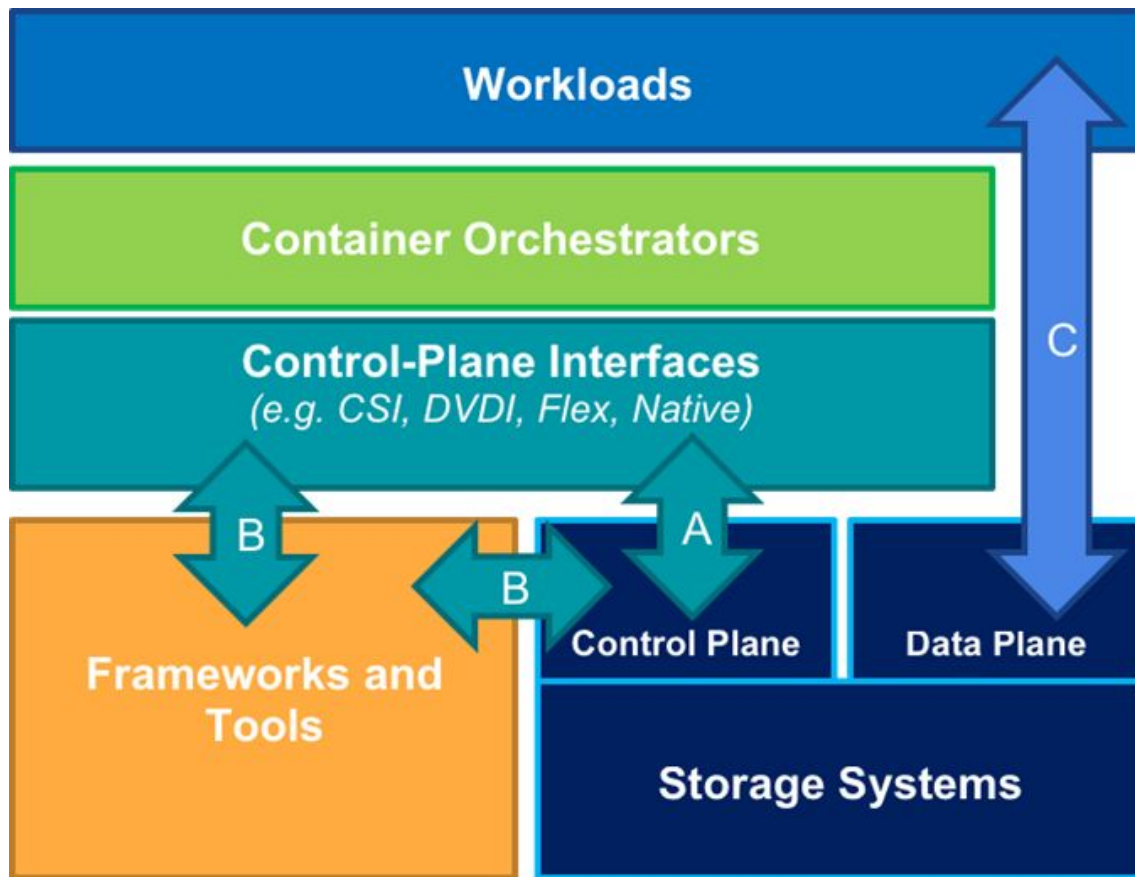 Workloads
Container Orchestrators
Control-Plane Interfaces
(e.g. CSI, DVDI, Flex, Native)
C
B
A
B
Control Plane
Data Plane
Frameworks and
Tools
Storage Systems